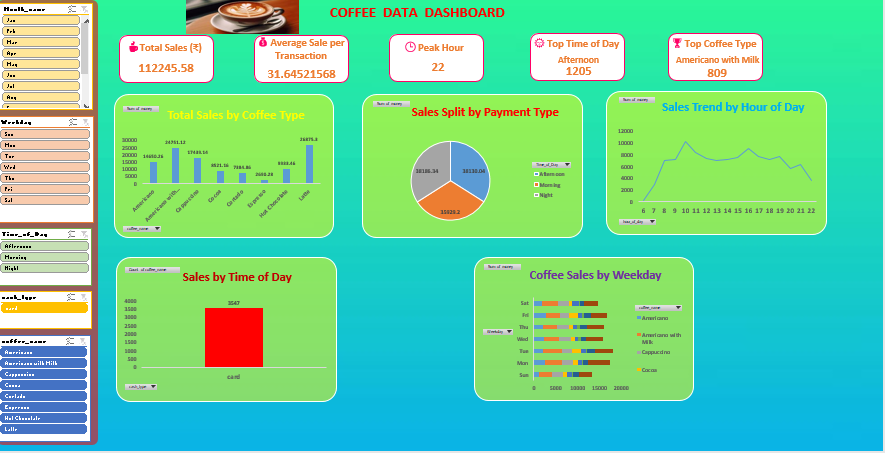 Month_name
Jan
Feb
Mar
Apr
May
Jun
Jul
Aug
Weekday
Sun
Mon
Tue
Wed
Thu
Fri
Sat
Time_of_Day
Afternoon
Morning
Night
cash_type
card
coffee_name
Americano
Americano with Milk
Cappuccino
Cocoa
Cortado
Espresso
Hot Chocolate
Latte
COFFEE DATA DASHBOARD
Total Sales (₹)
112245.58
Average Sale per
Transaction
31.64521568
Peak Hour
22
Top Time of Day
Afternoon
1205
Top Coffee Type
Americano with Milk
809
Sum of money
Total Sales by Coffee Type
30000
25000
20000
15000
10000
5000
0
24751.12
17439.14
8521.16
7384.86
26875.3
Americano
Americano with...
Cappuccino
Cocoa
Cortado
Espresso
Hot Chocolate
Latte
coffee_name
Sum of money
Sales Split by Payment Type
38186.34
Time_of_Day
Afternoon
Morning
Night
Sum of money
Sales Trend by Hour of Day
12000
10000
8000
6000
4000
2000
0
6 7 8 9 10 11 12 13 14 15 16 17 18 19 20 21 22
hour_of_day
Count of coffee_name
Sales by Time of Day
4000
3500
3000
2500
2000
1500
1000
500
0
3547
card
cash_type
Sum of money
Coffee Sales by Weekday
Weekday
Sat
Fri
Thu
Wed
Tue
Mon
Sun
0 5000 10000 15000 20000
coffee_name
Americano
Americano with
Milk
Cappuccino
Cocoa